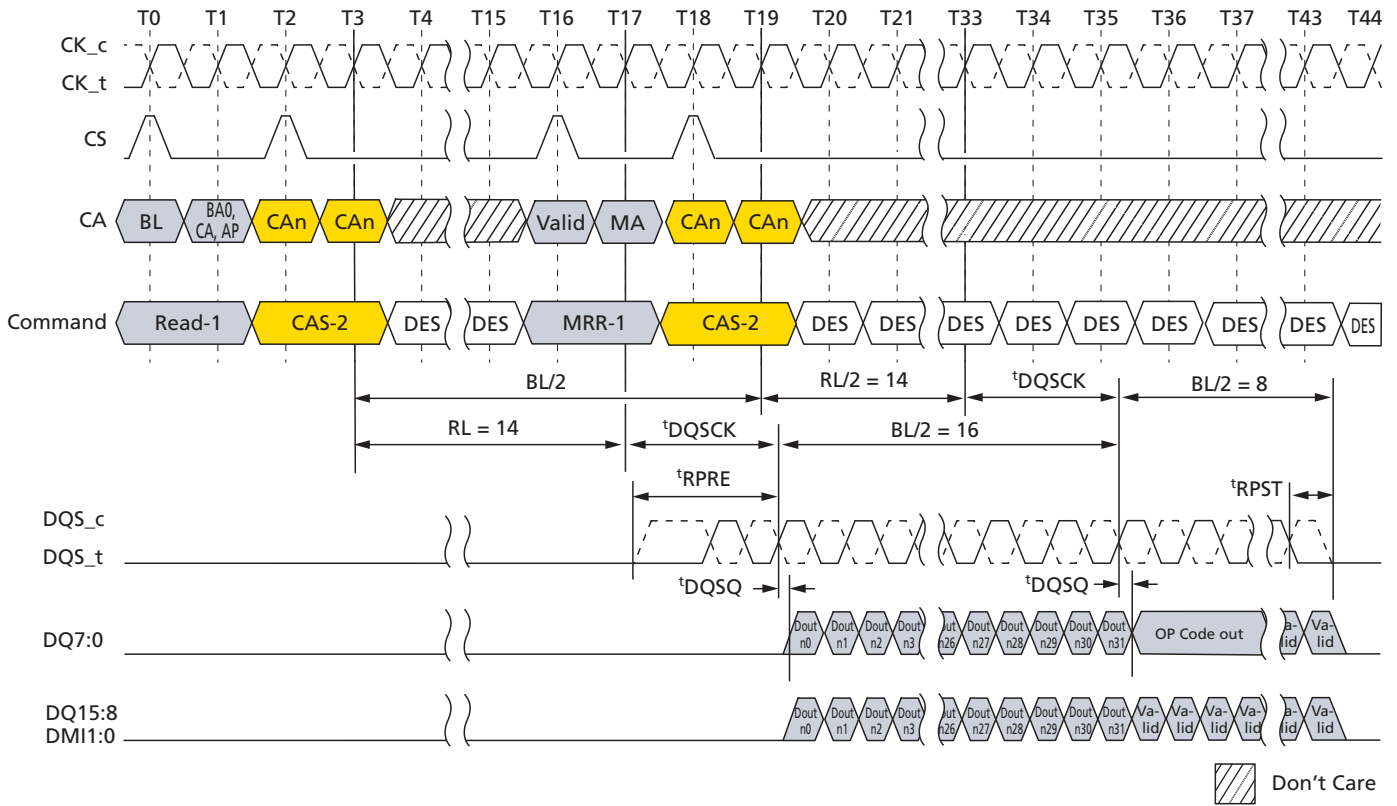 T0 T1 T2 T3 T4 T15 T16 T17 T18 T19 T20 T21 T33 T34 T35 T36 T37 T43 T44
CK_c
CK_t
CS
CA BL BA0, CA, AP CAn CAn Valid MA CAn CAn
Command Read-1 CAS-2 DES DES MRR-1 CAS-2 DES DES DES DES DES DES DES DES DES
BL/2 RL/2 = 14 tDQSCK BL/2 = 8
RL = 14 tDQSCK BL/2 = 16
tRPRE tRPST
DQS_c
DQS_t
tDQSQ tDQSQ
DQ7:0 Dout n0 Dout n1 Dout n2 Dout n3 ut n26 Dout n27 Dout n28 Dout n29 Dout n30 Dout n31 OP Code out a- lid Va- lid
DQ15:8
DMI1:0 Dout n0 Dout n1 Dout n2 Dout n3 ut n26 Dout n27 Dout n28 Dout n29 Dout n30 Dout n31 Va- lid Va- lid Va- lid Va- lid a- lid Va- lid
Don't Care